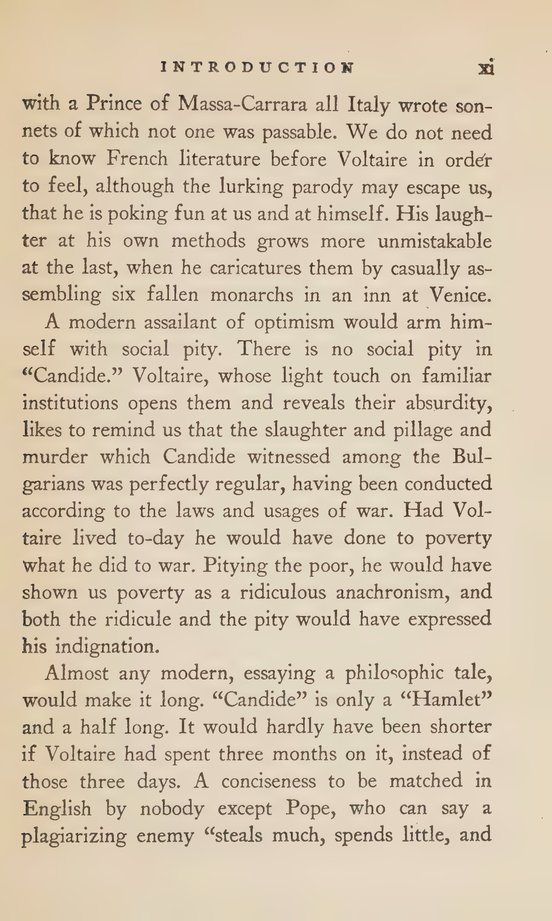 INTRODUCTION xi
with a Prince of Massa-Carrara all Italy wrote son-
nets of which not one was passable. We do not need
to know French literature before Voltaire in order
to feel, although the lurking parody may escape us,
that he is poking fun at us and at himself. His laugh-
ter at his own methods grows more unmistakable
at the last, when he caricatures them by casually as-
sembling six fallen monarchs in an inn at Venice.
A modern assailant of optimism would arm him-
self with social pity. There is no social pity in
“Candide.” Voltaire, whose light touch on familiar
institutions opens them and reveals their absurdity,
likes to remind us that the slaughter and pillage and
murder which Candide witnessed among the Bul-
garians was perfectly regular, having been conducted
according to the laws and usages of war. Had Vol-
taire lived to-day he would have done to poverty
what he did to war. Pitying the poor, he would have
shown us poverty as a ridiculous anachronism, and
both the ridicule and the pity would have expressed
his indignation.
Almost any modern, essaying a philosophic tale,
would make it long. “Candide” is only a “Hamlet”
and a half long. It would hardly have been shorter
if Voltaire had spent three months on it, instead of
those three days. A conciseness to be matched in
English by nobody except Pope, who can say a
plagiarizing enemy “steals much, spends little, and